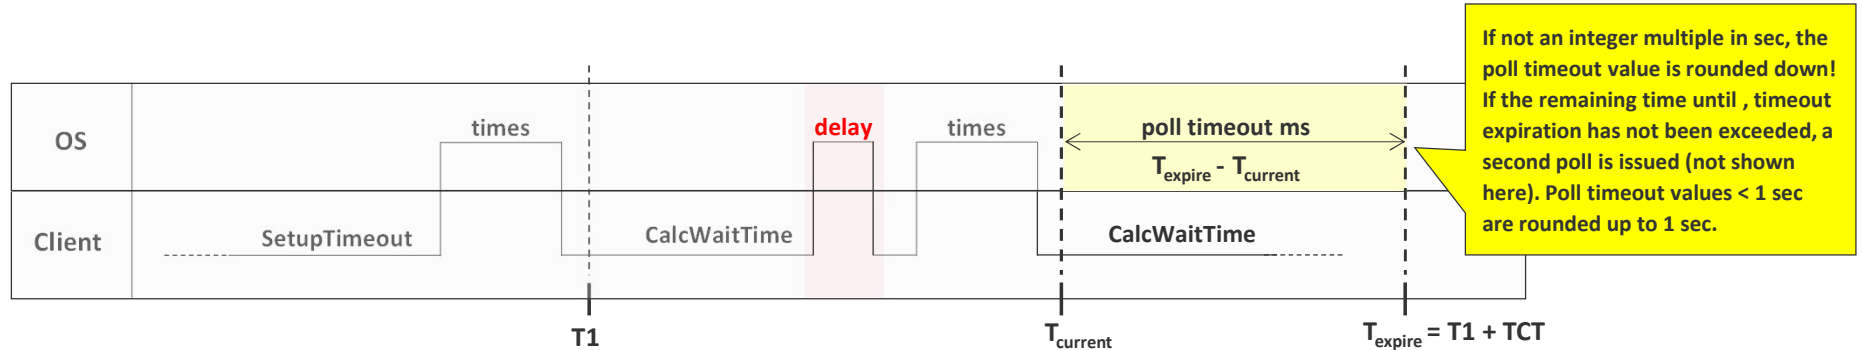 If not an integer multiple in sec, the
poll timeout value is rounded down!
If the remaining time until , timeout
expiration has not been exceeded, a
second poll is issued (not shown
here). Poll timeout values < 1 sec
are rounded up to 1 sec.
OS
times
delay
times
poll timeout ms
Texpire - Tcurrent
Client
SetupTimeout
CalcWaitTime
CalcWaitTime
T1
Tcurrent
Texpire = T1 + TCT